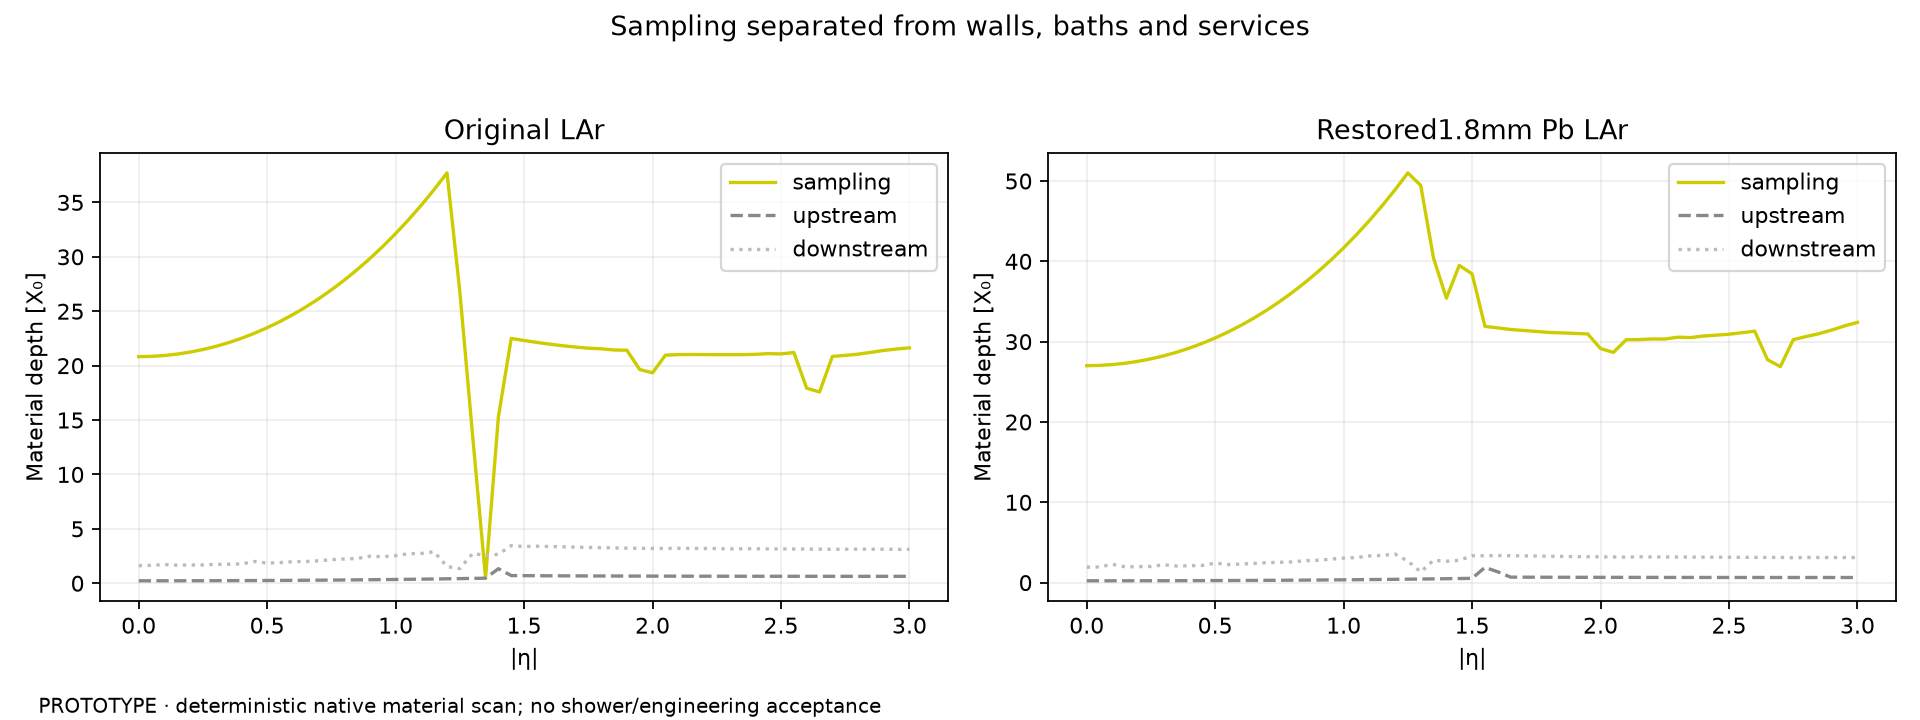 Sampling separated from walls, baths and services
Original LAr
Material depth [X₀]
35
30
25
20
15
10
5
0
sampling
upstream
downstream
0.0 0.5 1.0 1.5 2.0 2.5 3.0
|η|
Restored1.8mm Pb LAr
Material depth [X₀]
50
40
30
20
10
0
sampling
upstream
downstream
0.0 0.5 1.0 1.5 2.0 2.5 3.0
|η|
PROTOTYPE · deterministic native material scan; no shower/engineering acceptance